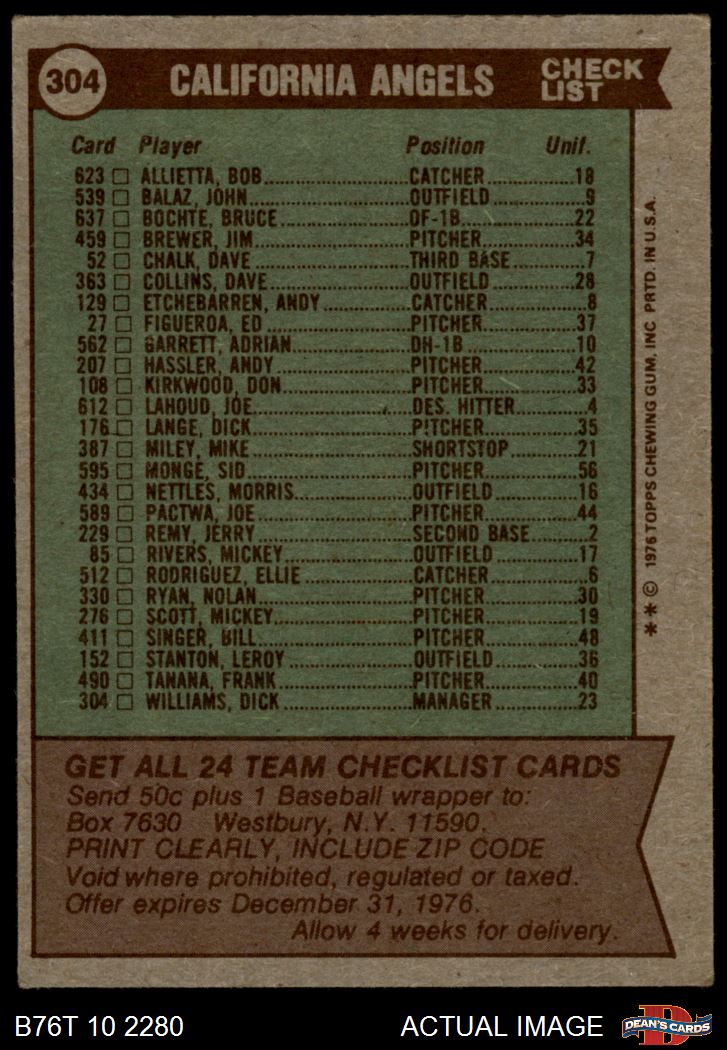 304 CALIFORNIA ANGELS CHECK LIST
Card Player Position Unif.
623 ALLIETTA, BOB CATCHER 18
539 BALAZ, JOHN OUTFIELD 9
637 BOCHTE, BRUCE OF-1B 22
459 BREWER, JIM PITCHER 34
52 CHALK, DAVE THIRD BASE 7
363 COLLINS, DAVE OUTFIELD 28
129 ETCHEBARREN, ANDY CATCHER 8
27 FIGUEROA, ED PITCHER 37
562 GARRETT, ADRIAN DH-1B 10
207 HASSLER, ANDY PITCHER 42
108 KIRKWOOD, DON PITCHER 33
612 LAHOUD, JOE DES. HITTER 4
176 LANGE, DICK PITCHER 35
387 MILEY, MIKE SHORTSTOP 21
595 MONGE, SID PITCHER 56
434 NETTLES, MORRIS OUTFIELD 16
589 PACTWA, JOE PITCHER 44
229 REMY, JERRY SECOND BASE 2
85 RIVERS, MICKEY OUTFIELD 17
512 RODRIGUEZ, ELLIE CATCHER 6
330 RYAN, NOLAN PITCHER 30
276 SCOTT, MICKEY PITCHER 19
411 SINGER, BILL PITCHER 48
152 STANTON, LEROY OUTFIELD 36
490 TANANA, FRANK PITCHER 40
304 WILLIAMS, DICK MANAGER 23
** © 1976 TOPPS CHEWING GUM, INC PRTD. IN U.S.A.
GET ALL 24 TEAM CHECKLIST CARDS
Send 50c plus 1 Baseball wrapper to:
Box 7630 Westbury, N.Y. 11590.
PRINT CLEARLY, INCLUDE ZIP CODE
Void where prohibited, regulated or taxed.
Offer expires December 31, 1976.
Allow 4 weeks for delivery.
B76T 10 2280 ACTUAL IMAGE D DEAN'S CARDS